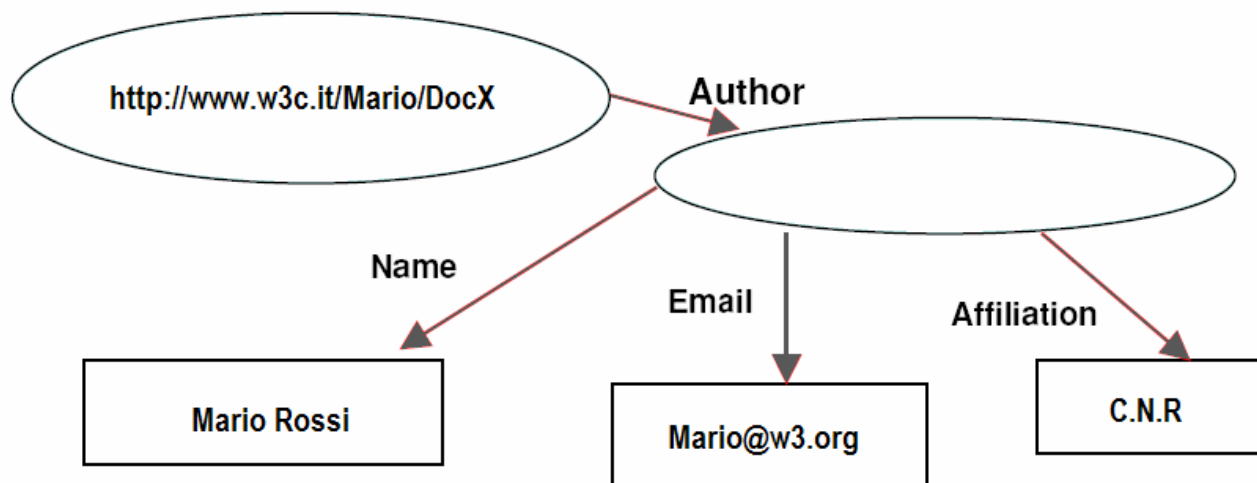 http://www.w3c.it/Mario/DocX
Author
Name
Email
Affiliation
Mario Rossi
Mario@w3.org
C.N.R